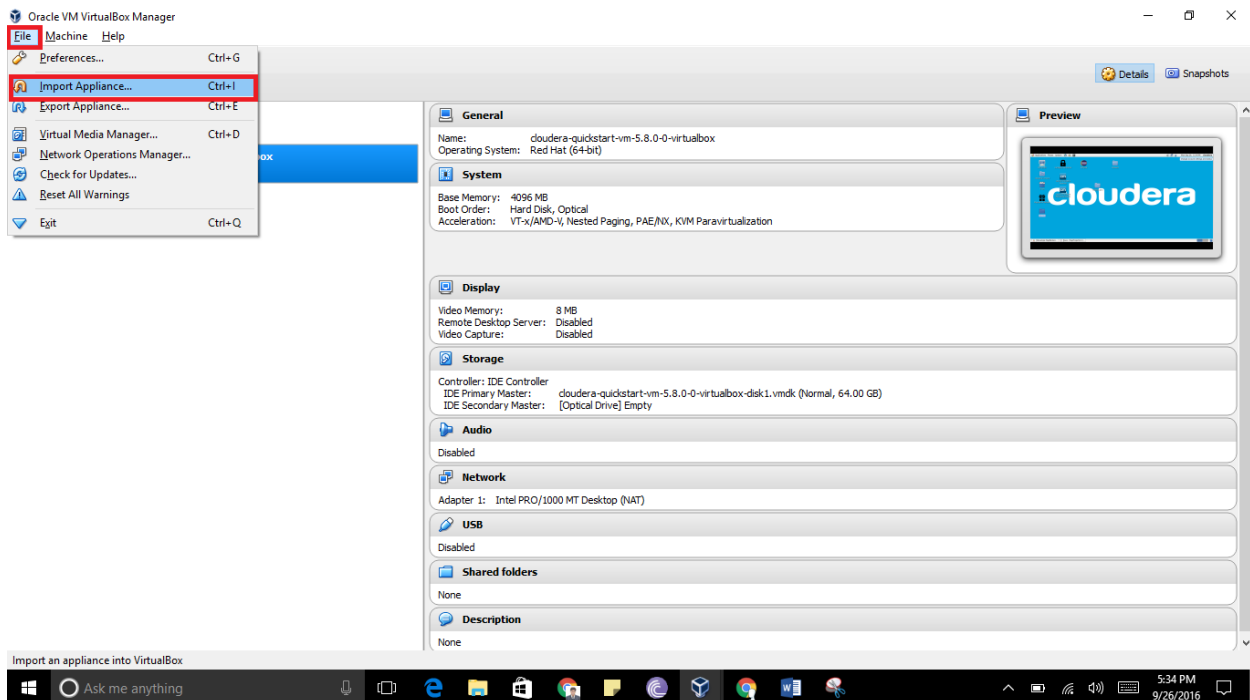 Oracle VM VirtualBox Manager
File Machine Help
Preferences... Ctrl+G
Import Appliance... Ctrl+I
Export Appliance... Ctrl+E
Virtual Media Manager... Ctrl+D
Network Operations Manager...
Check for Updates...
Reset All Warnings
Exit Ctrl+Q
ox
Details Snapshots
General
Name: cloudera-quickstart-vm-5.8.0-0-virtualbox
Operating System: Red Hat (64-bit)
System
Base Memory: 4096 MB
Boot Order: Hard Disk, Optical
Acceleration: VT-x/AMD-V, Nested Paging, PAE/NX, KVM Paravirtualization
Preview
cloudera
Display
Video Memory: 8 MB
Remote Desktop Server: Disabled
Video Capture: Disabled
Storage
Controller: IDE Controller
IDE Primary Master: cloudera-quickstart-vm-5.8.0-0-virtualbox-disk1.vmdk (Normal, 64.00 GB)
IDE Secondary Master: [Optical Drive] Empty
Audio
Disabled
Network
Adapter 1: Intel PRO/1000 MT Desktop (NAT)
USB
Disabled
Shared folders
None
Description
None
Import an appliance into VirtualBox
Ask me anything
5:34 PM
9/26/2016